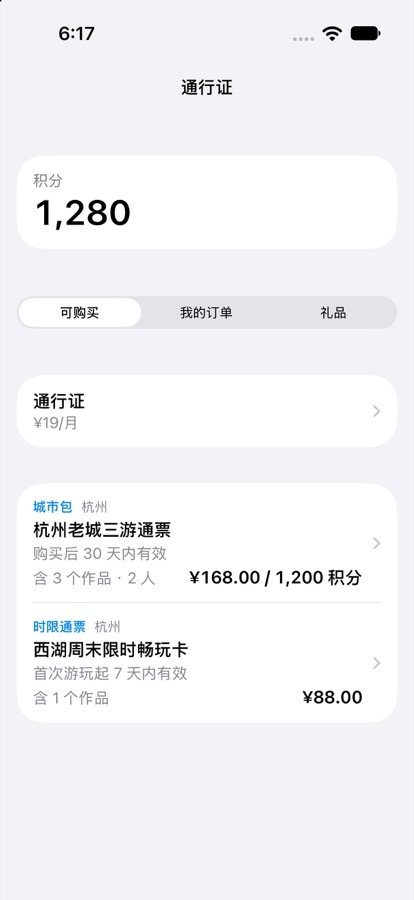 6:17
通行证
积分
1,280
可购买 我的订单 礼品
通行证
¥19/月
城市包 杭州
杭州老城三游通票
购买后 30 天内有效
含 3 个作品 · 2 人 ¥168.00 / 1,200 积分
时限通票 杭州
西湖周末限时畅玩卡
首次游玩起 7 天内有效
含 1 个作品 ¥88.00